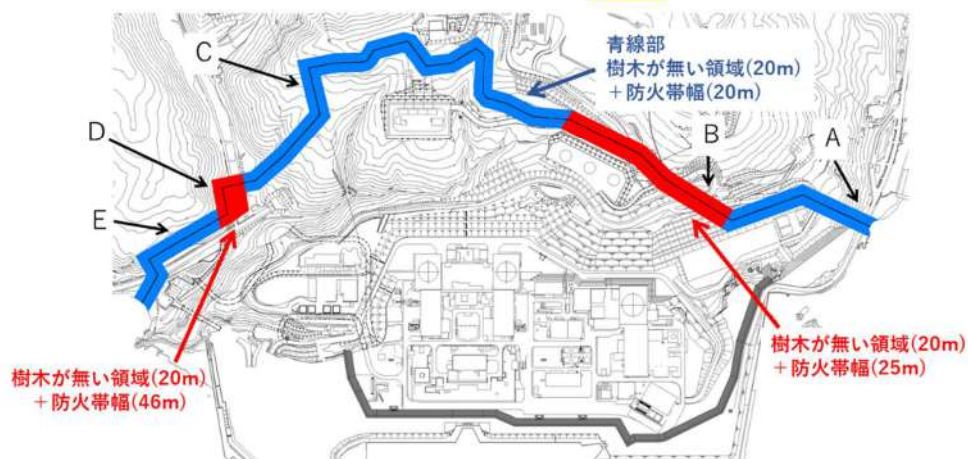 C
青線部
樹木が無い領域(20m)
＋防火帯幅(20m)
D
B
A
E
樹木が無い領域(20m)
＋防火帯幅(46m)
樹木が無い領域(20m)
＋防火帯幅(25m)